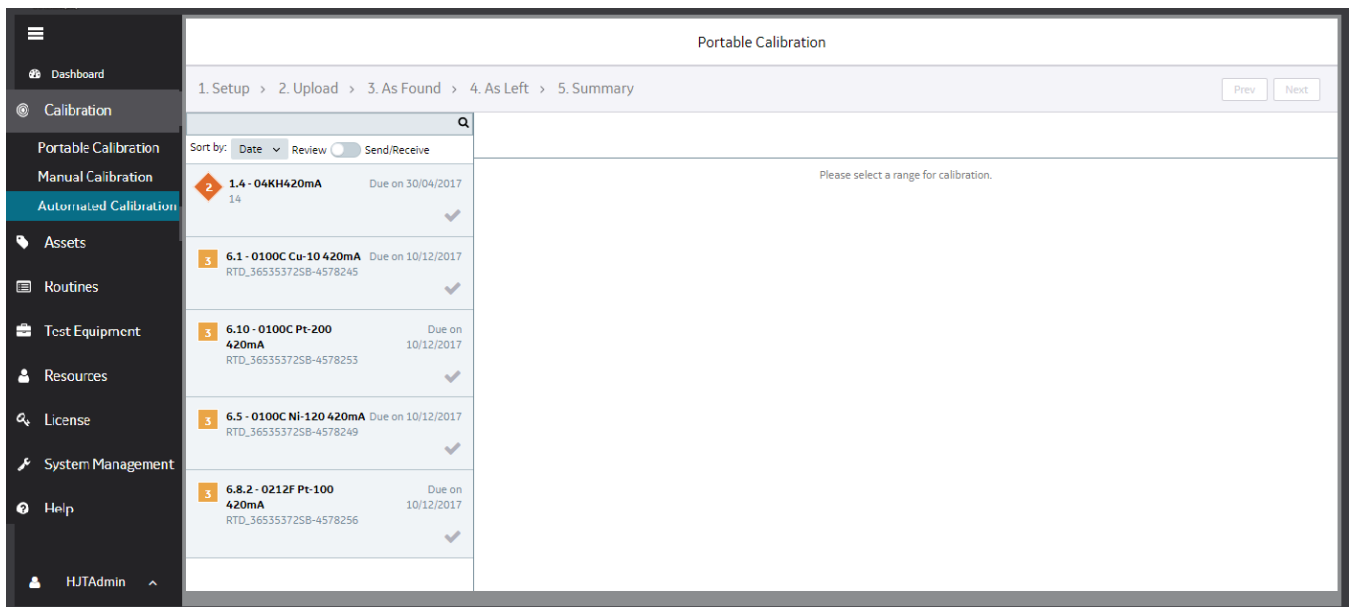 Dashboard
Calibration
Portable Calibration
Manual Calibration
Automated Calibration
Assets
Routines
Test Equipment
Resources
License
System Management
Help
HJTAdmin
Portable Calibration
1. Setup > 2. Upload > 3. As Found > 4. As Left > 5. Summary
Prev Next
Sort by: Date Review Send/Receive
2 1.4 - 04KH420mA Due on 30/04/2017
14
3 6.1 - 0100C Cu-10 420mA Due on 10/12/2017
RTD_36535372SB-4578245
3 6.10 - 0100C Pt-200 Due on
420mA 10/12/2017
RTD_36535372SB-4578253
3 6.5 - 0100C Ni-120 420mA Due on 10/12/2017
RTD_36535372SB-4578249
3 6.8.2 - 0212F Pt-100 Due on
420mA 10/12/2017
RTD_36535372SB-4578256
Please select a range for calibration.